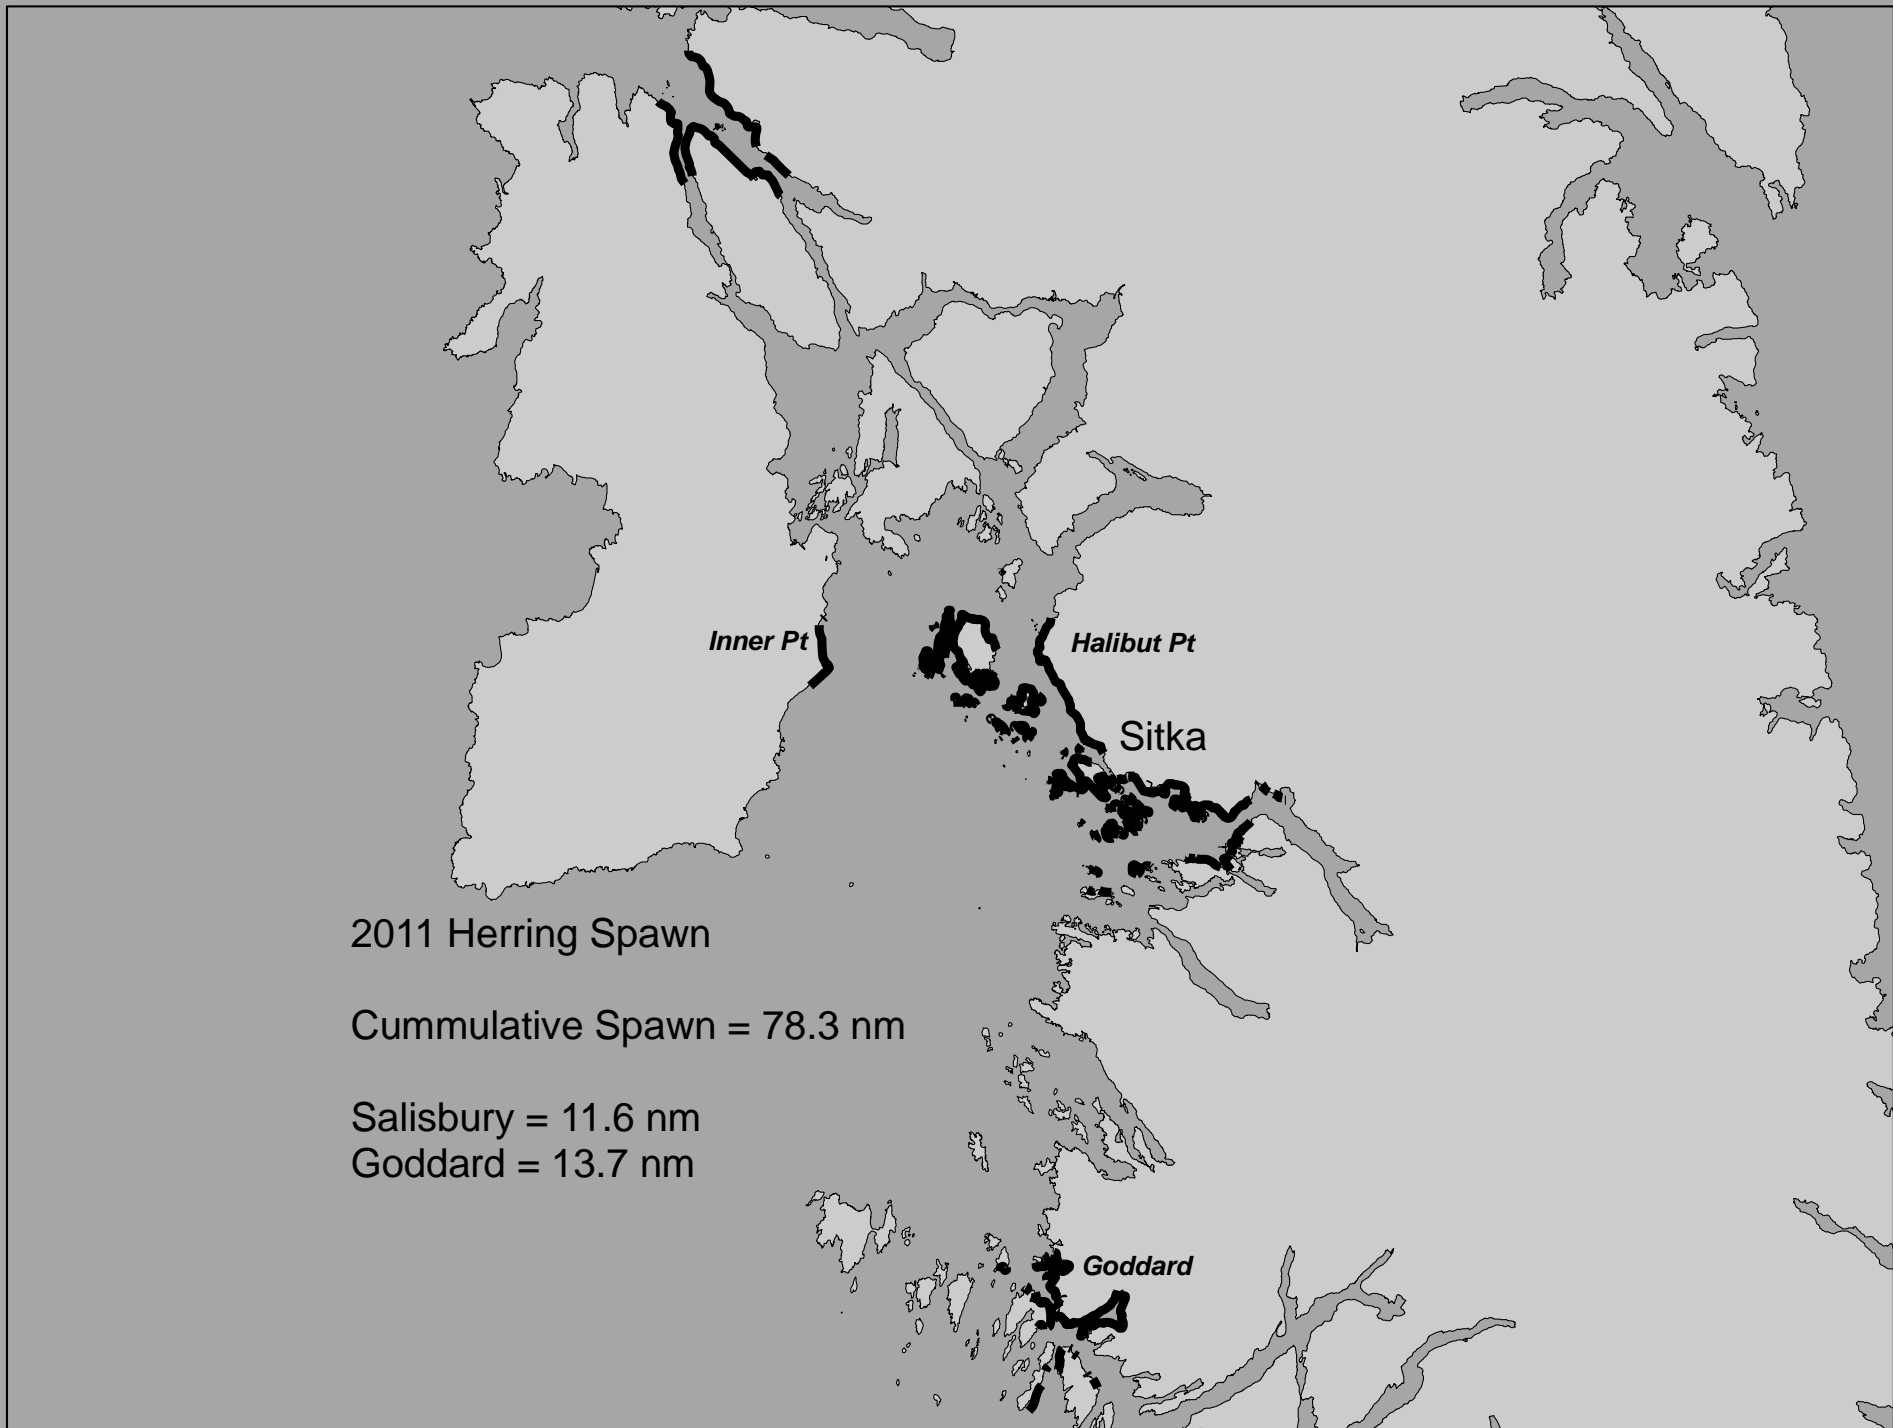 Inner Pt
Halibut Pt
Sitka
2011 Herring Spawn
Cummulative Spawn = 78.3 nm
Salisbury = 11.6 nm
Goddard = 13.7 nm
Goddard